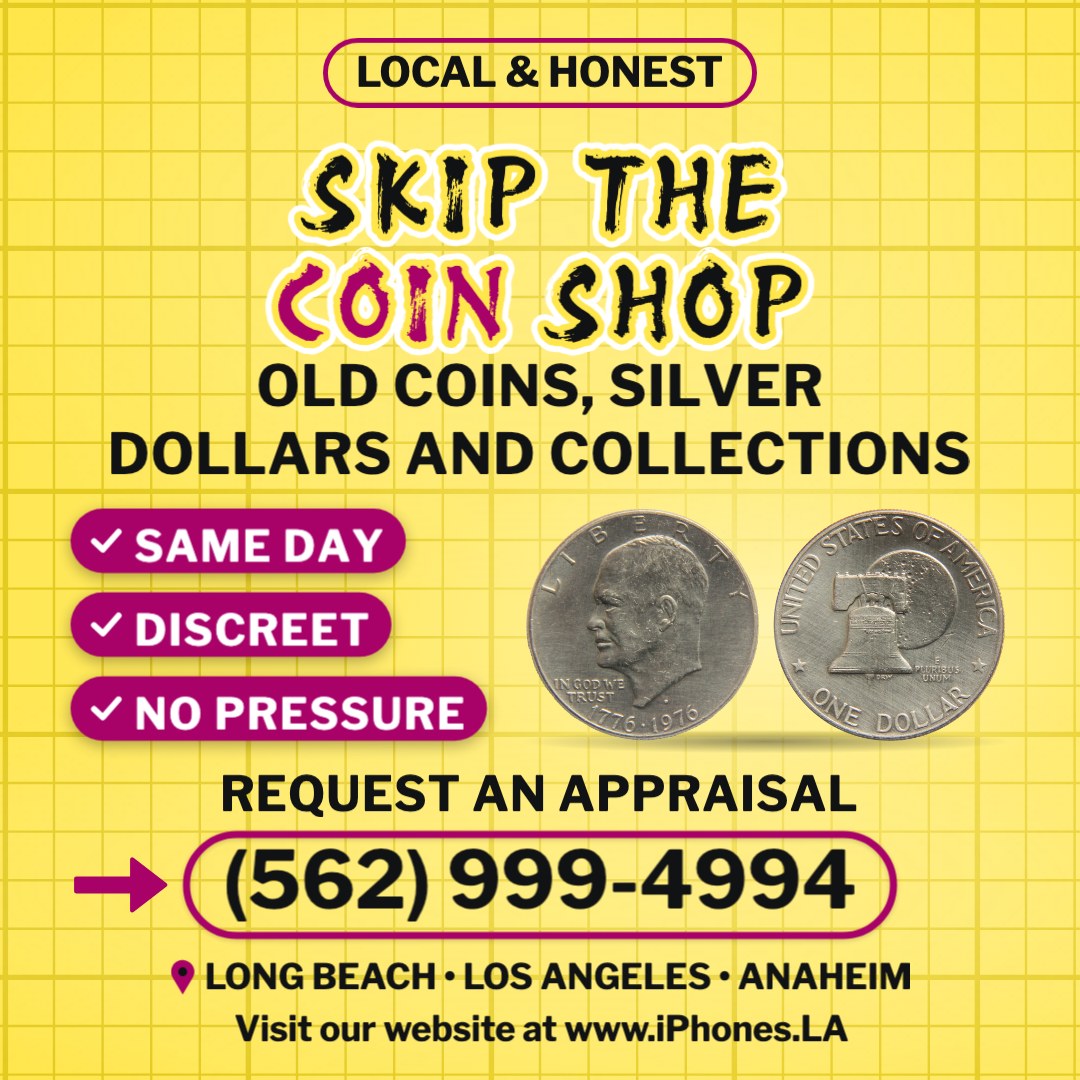 LOCAL & HONEST
SKIP THE
COIN SHOP
OLD COINS, SILVER
DOLLARS AND COLLECTIONS
SAME DAY
DISCREET
NO PRESSURE
LIBERTY
IN GOD WE
TRUST
1776·1976
UNITED STATES OF AMERICA
E
PLURIBUS
UNUM
ONE DOLLAR
REQUEST AN APPRAISAL
(562) 999-4994
LONG BEACH • LOS ANGELES • ANAHEIM
Visit our website at www.iPhones.LA